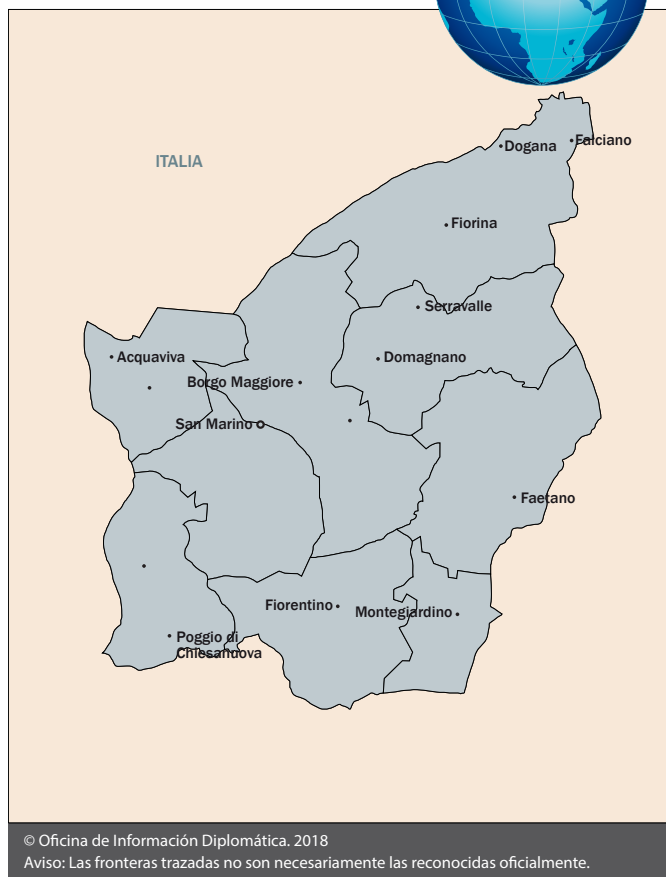 Dogana
Falciano
ITALIA
Fiorina
Serravalle
Acquaviva
Domagnano
Borgo Maggiore
San Marino
Faetano
Fiorentino
Montegiardino
Poggio di
Chiesanuova
© Oficina de Información Diplomática. 2018
Aviso: Las fronteras trazadas no son necesariamente las reconocidas oficialmente.